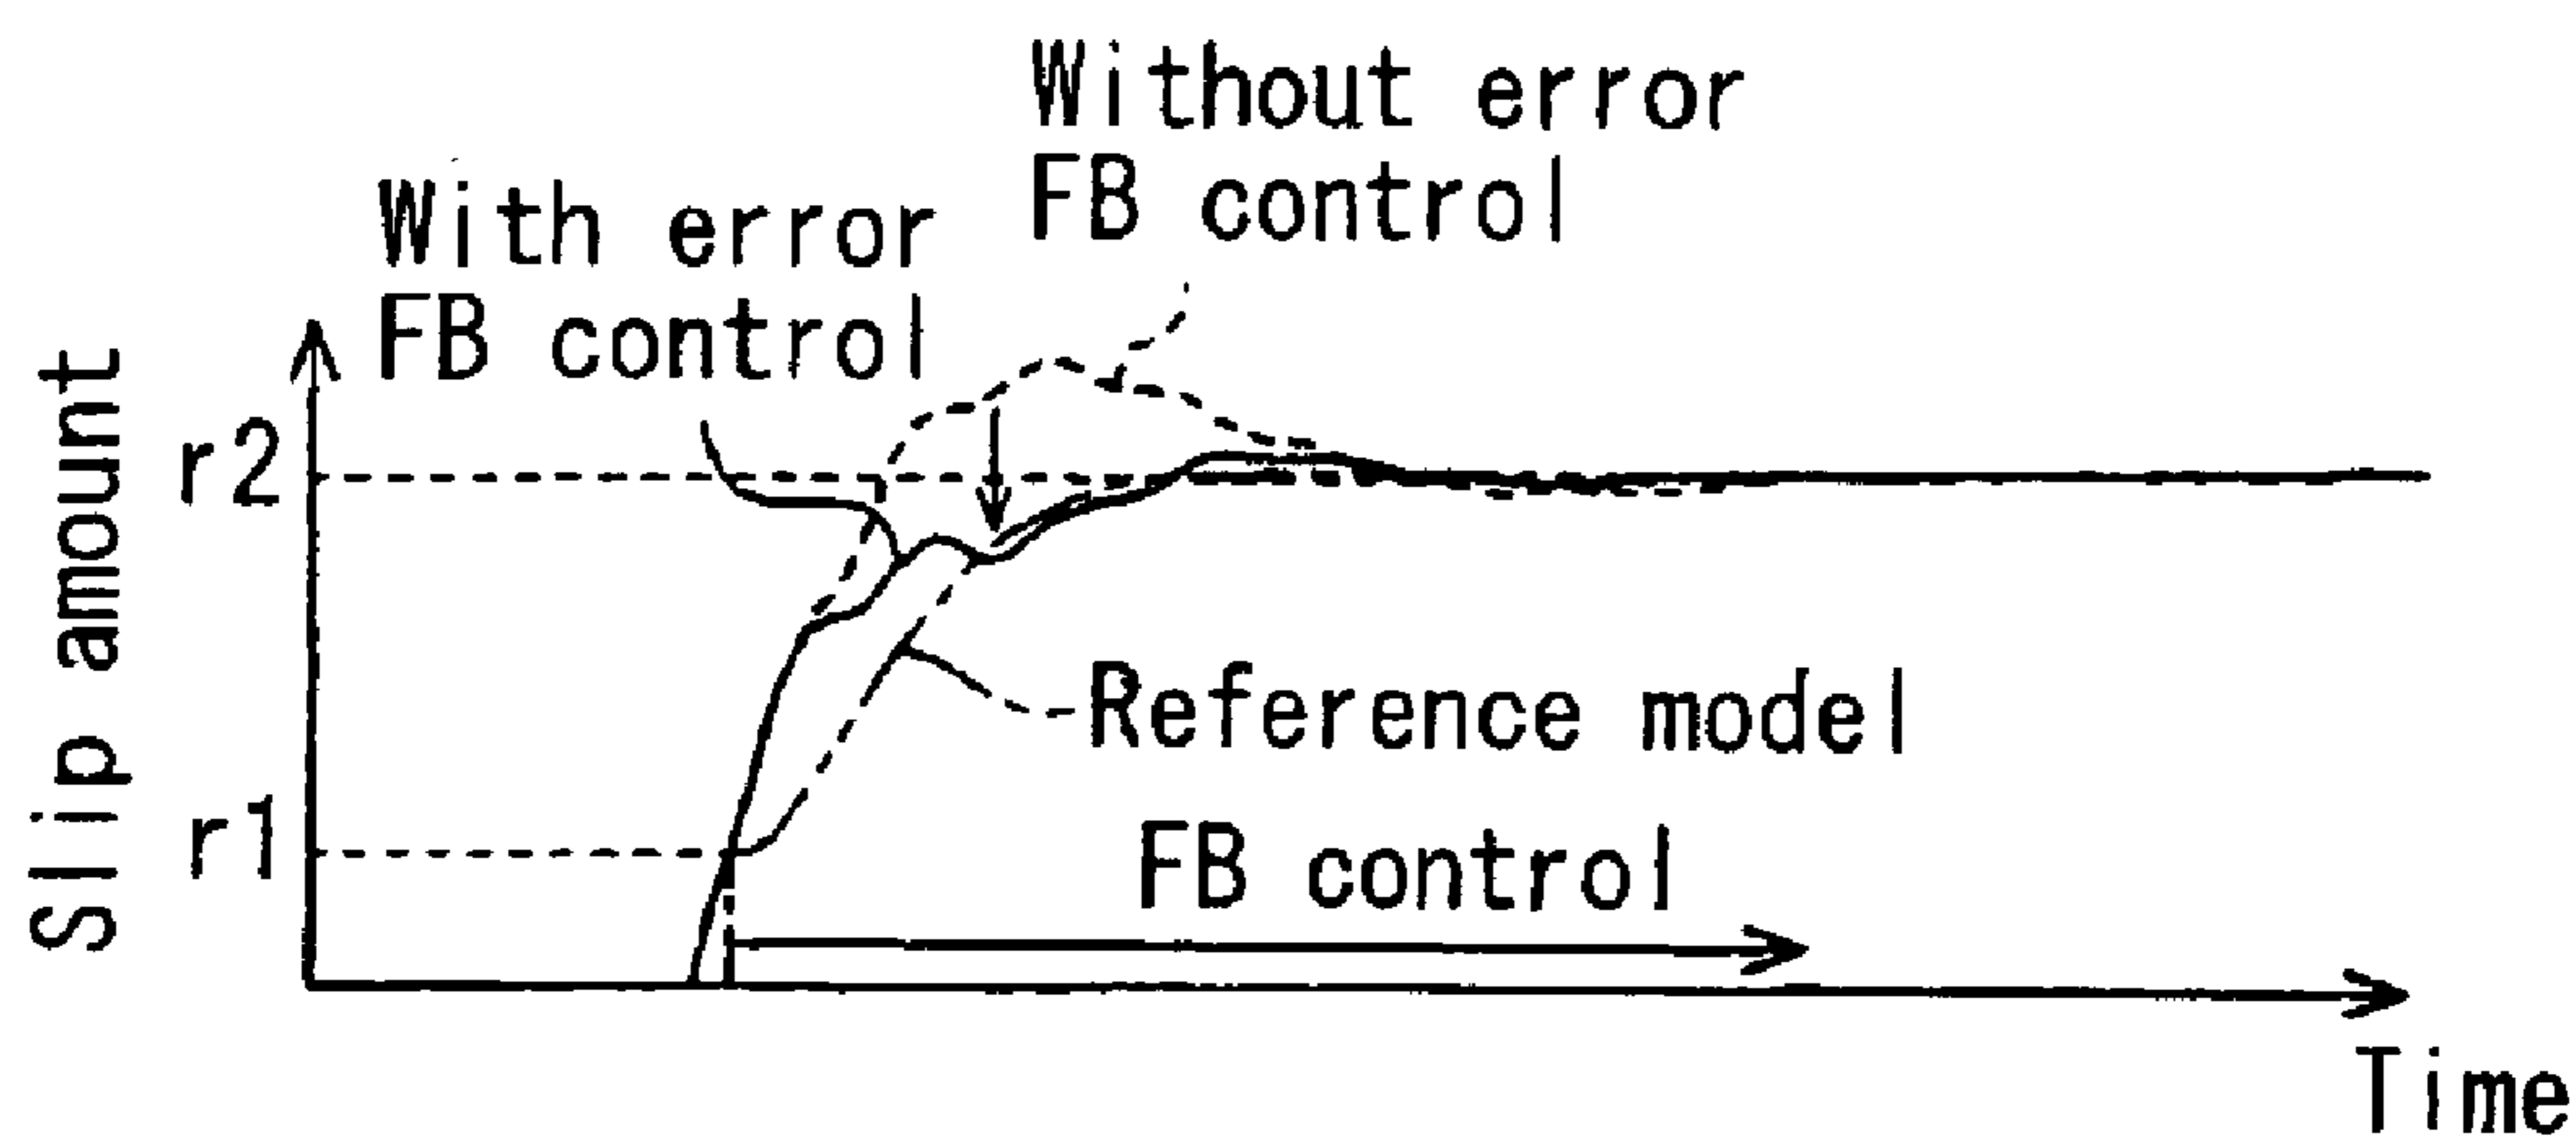 Without error
FB control
With error
FB control
Slip amount
r2
r1
Reference model
FB control
Time